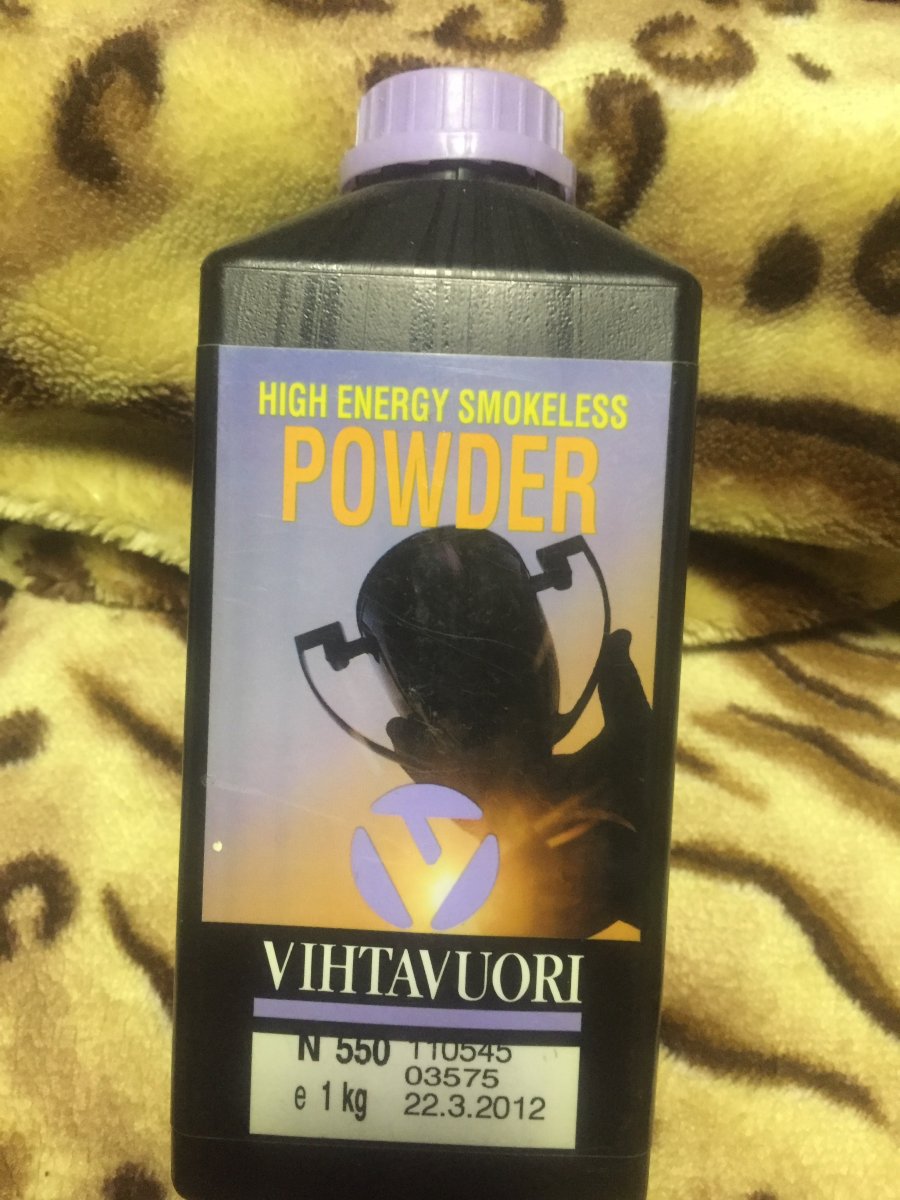 HIGH ENERGY SMOKELESS
POWDER
VIHTAVUORI
N 550 110545
03575
e 1 kg 22.3.2012